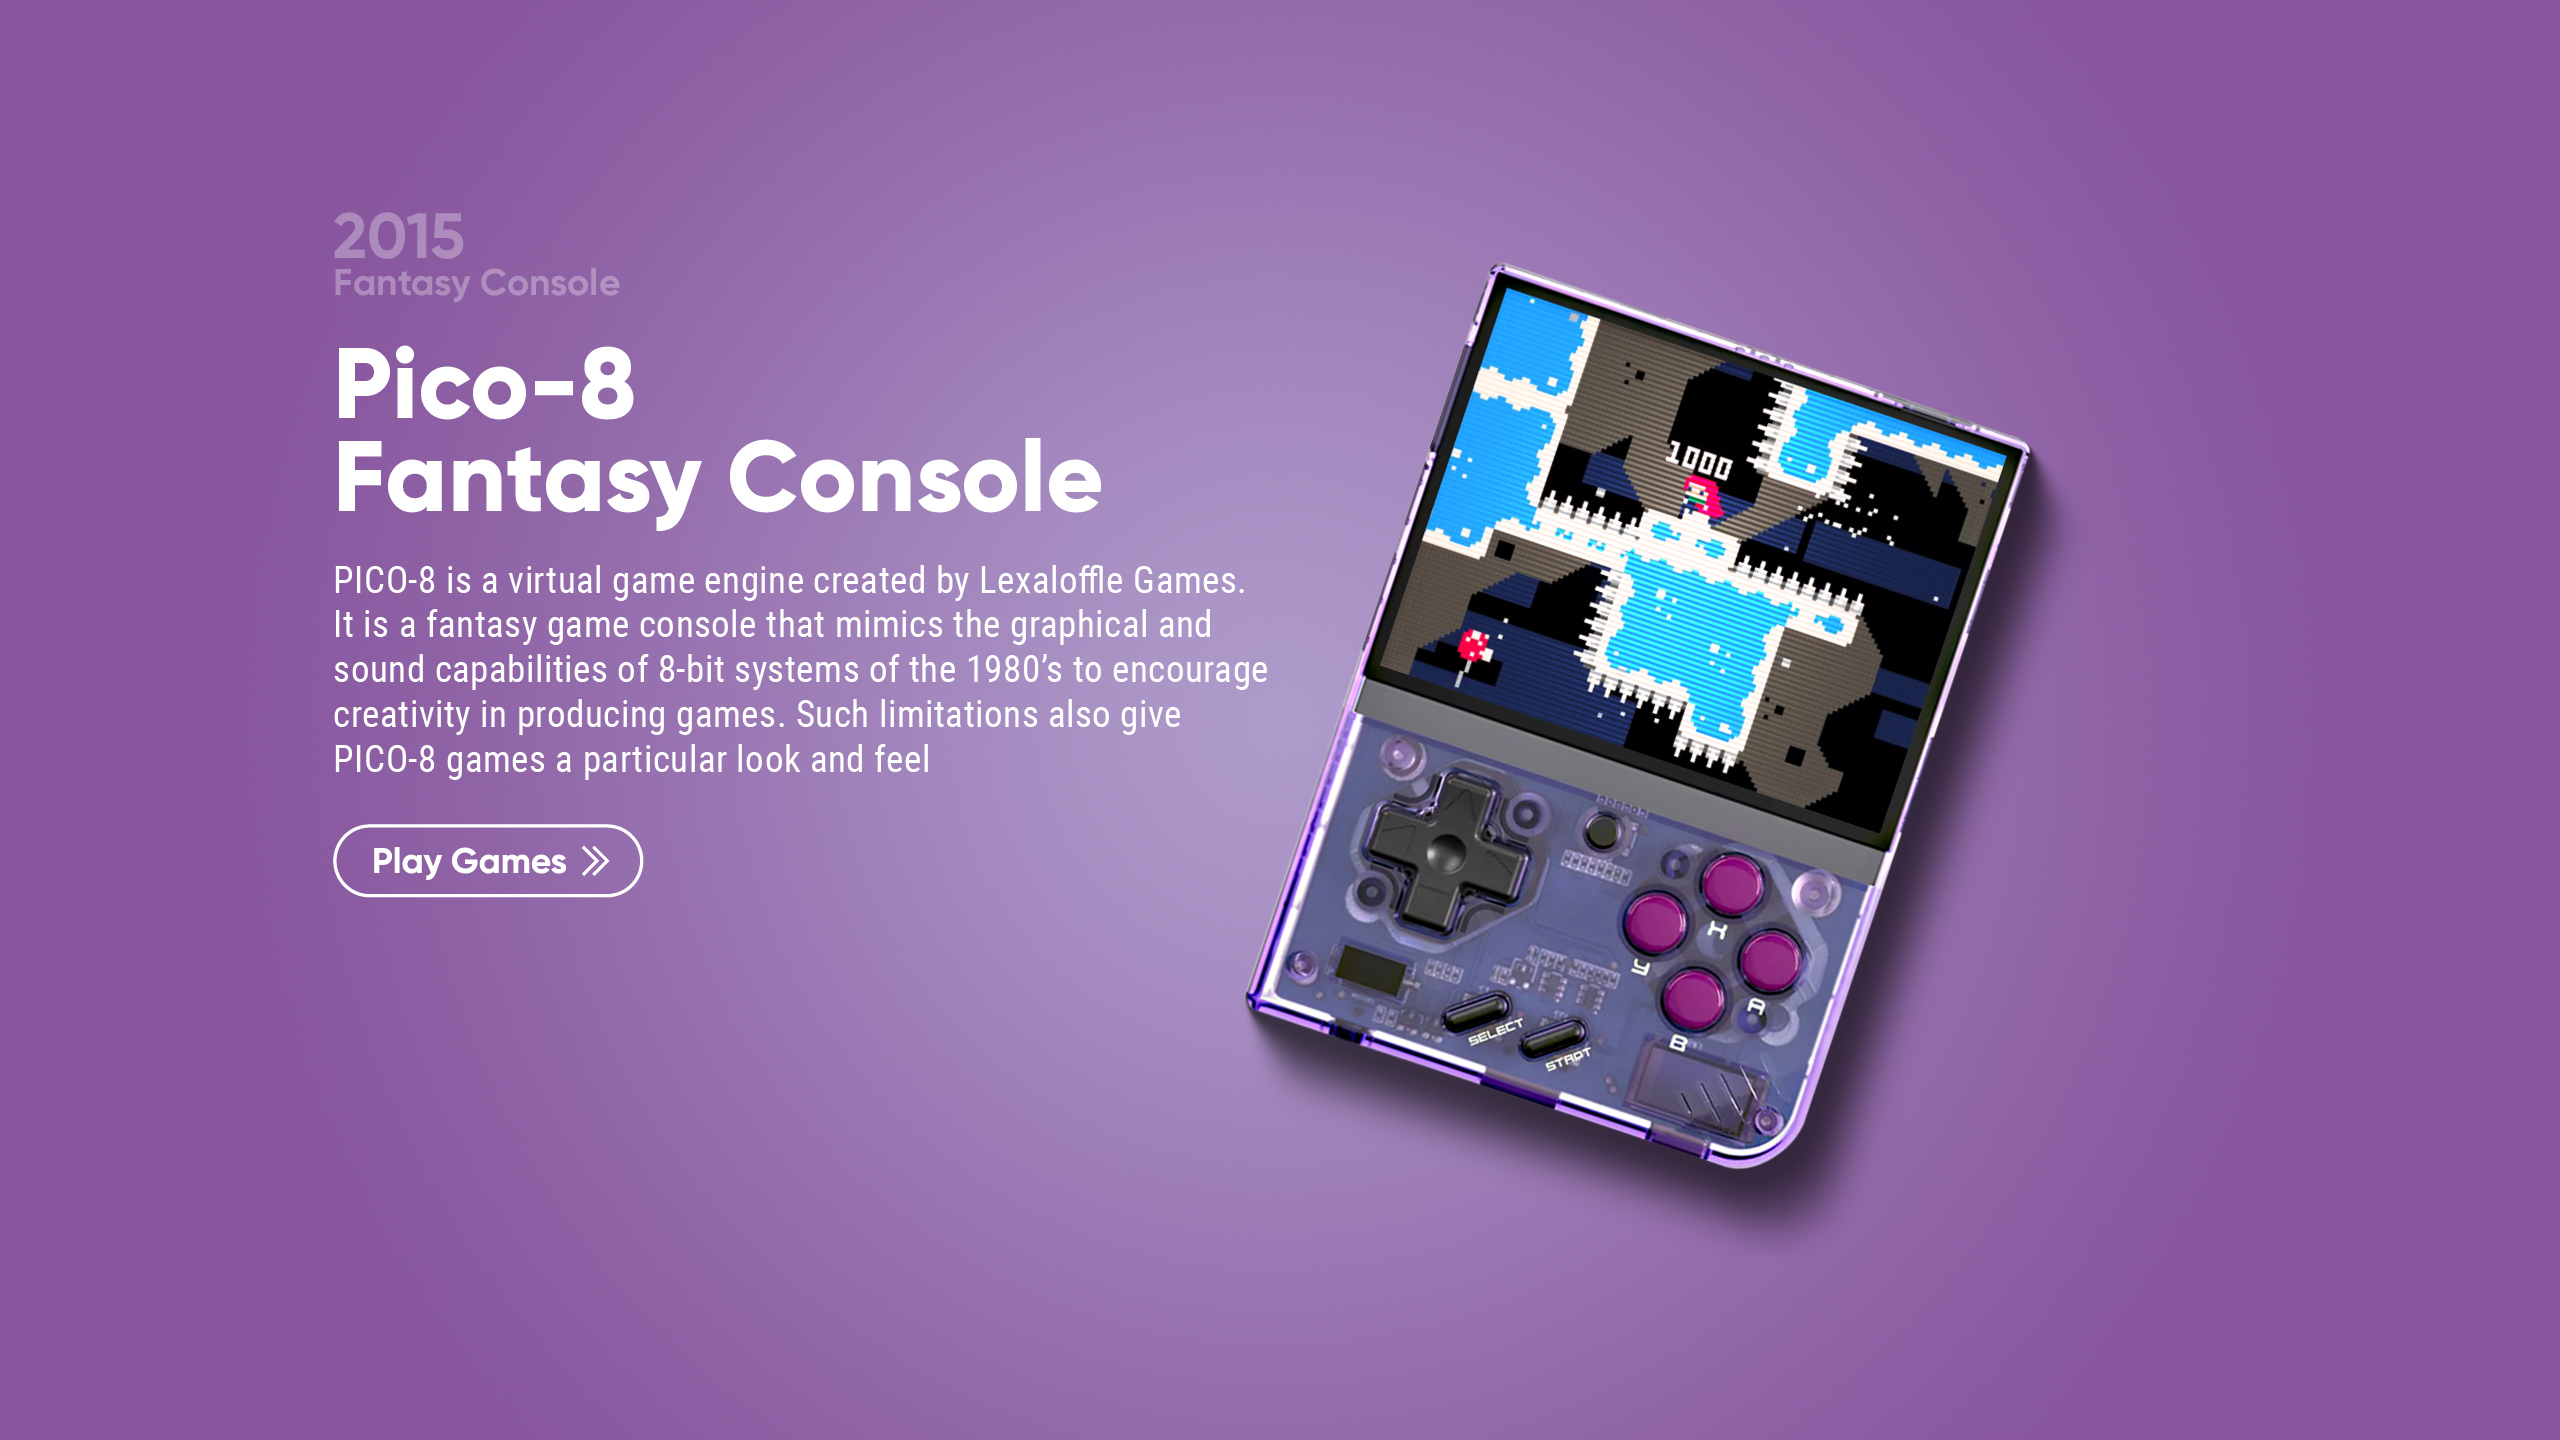 2015
Fantasy Console
Pico-8
Fantasy Console
PICO-8 is a virtual game engine created by Lexaloffle Games.
It is a fantasy game console that mimics the graphical and
sound capabilities of 8-bit systems of the 1980’s to encourage
creativity in producing games. Such limitations also give
PICO-8 games a particular look and feel
Play Games
1000
X
Y
A
B
SELECT
START